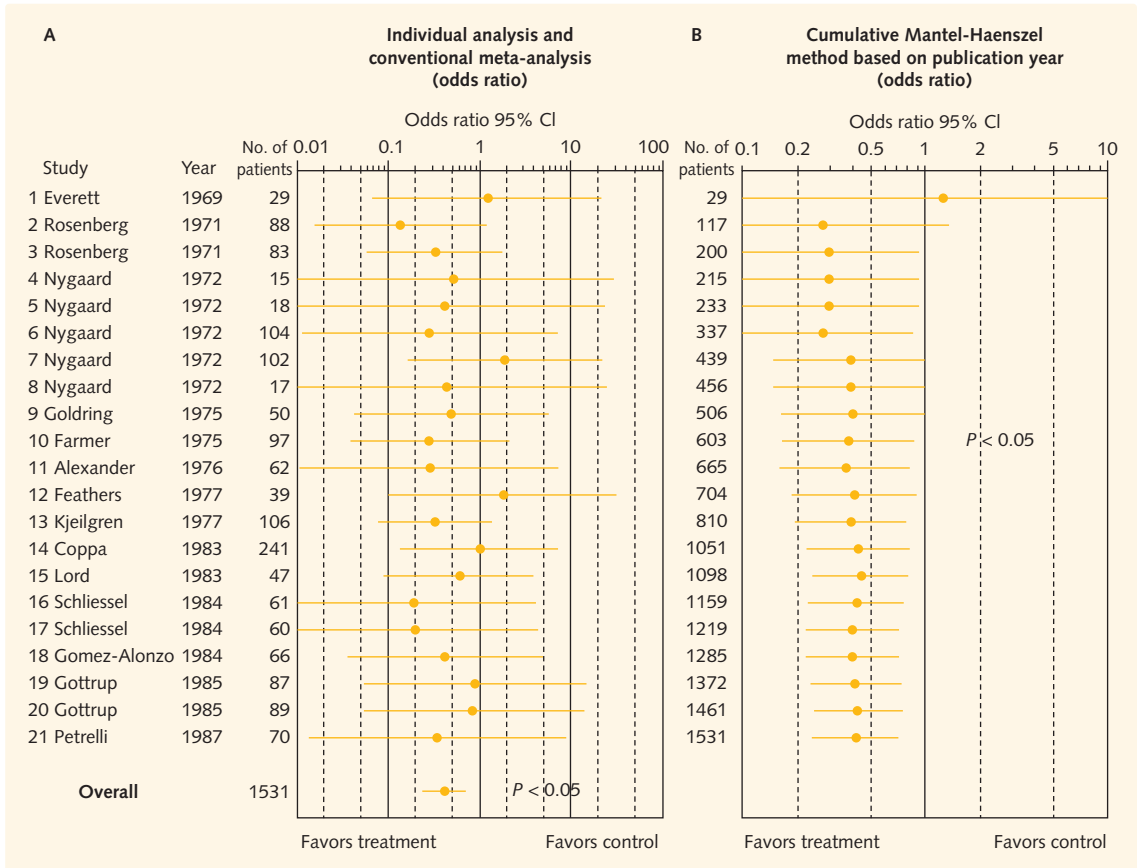 A
Individual analysis and
conventional meta-analysis
(odds ratio)
Odds ratio 95% CI
No. of
patients
0.01 0.1 1 10 100
Study Year
1 Everett 1969 29
2 Rosenberg 1971 88
3 Rosenberg 1971 83
4 Nygaard 1972 15
5 Nygaard 1972 18
6 Nygaard 1972 104
7 Nygaard 1972 102
8 Nygaard 1972 17
9 Goldring 1975 50
10 Farmer 1975 97
11 Alexander 1976 62
12 Feathers 1977 39
13 Kjeilgren 1977 106
14 Coppa 1983 241
15 Lord 1983 47
16 Schliessel 1984 61
17 Schliessel 1984 60
18 Gomez-Alonzo 1984 66
19 Gottrup 1985 87
20 Gottrup 1985 89
21 Petrelli 1987 70
Overall 1531 P < 0.05
Favors treatment Favors control
B
Cumulative Mantel-Haenszel
method based on publication year
(odds ratio)
Odds ratio 95% CI
No. of
patients
0.1 0.2 0.5 1 2 5 10
29
117
200
215
233
337
439
456
506
603 P < 0.05
665
704
810
1051
1098
1159
1219
1285
1372
1461
1531
Favors treatment Favors control